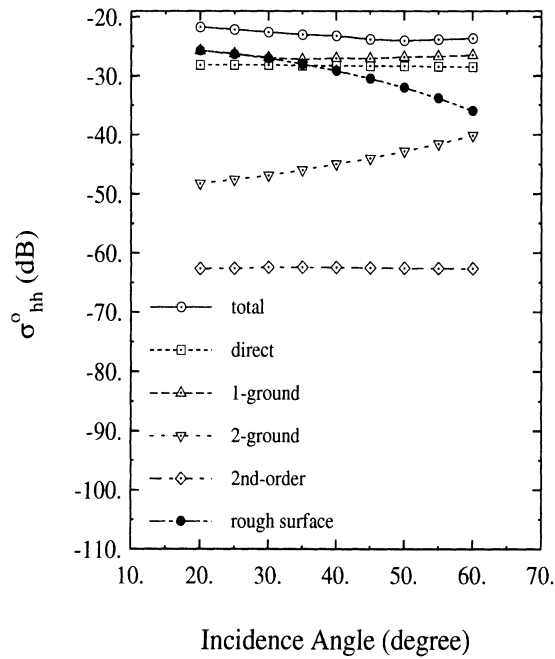 -20.
-30.
-40.
-50.
-60.
-70.
-80.
-90.
-100.
-110.
σ°hh (dB)
total
direct
1-ground
2-ground
2nd-order
rough surface
10. 20. 30. 40. 50. 60. 70.
Incidence Angle (degree)